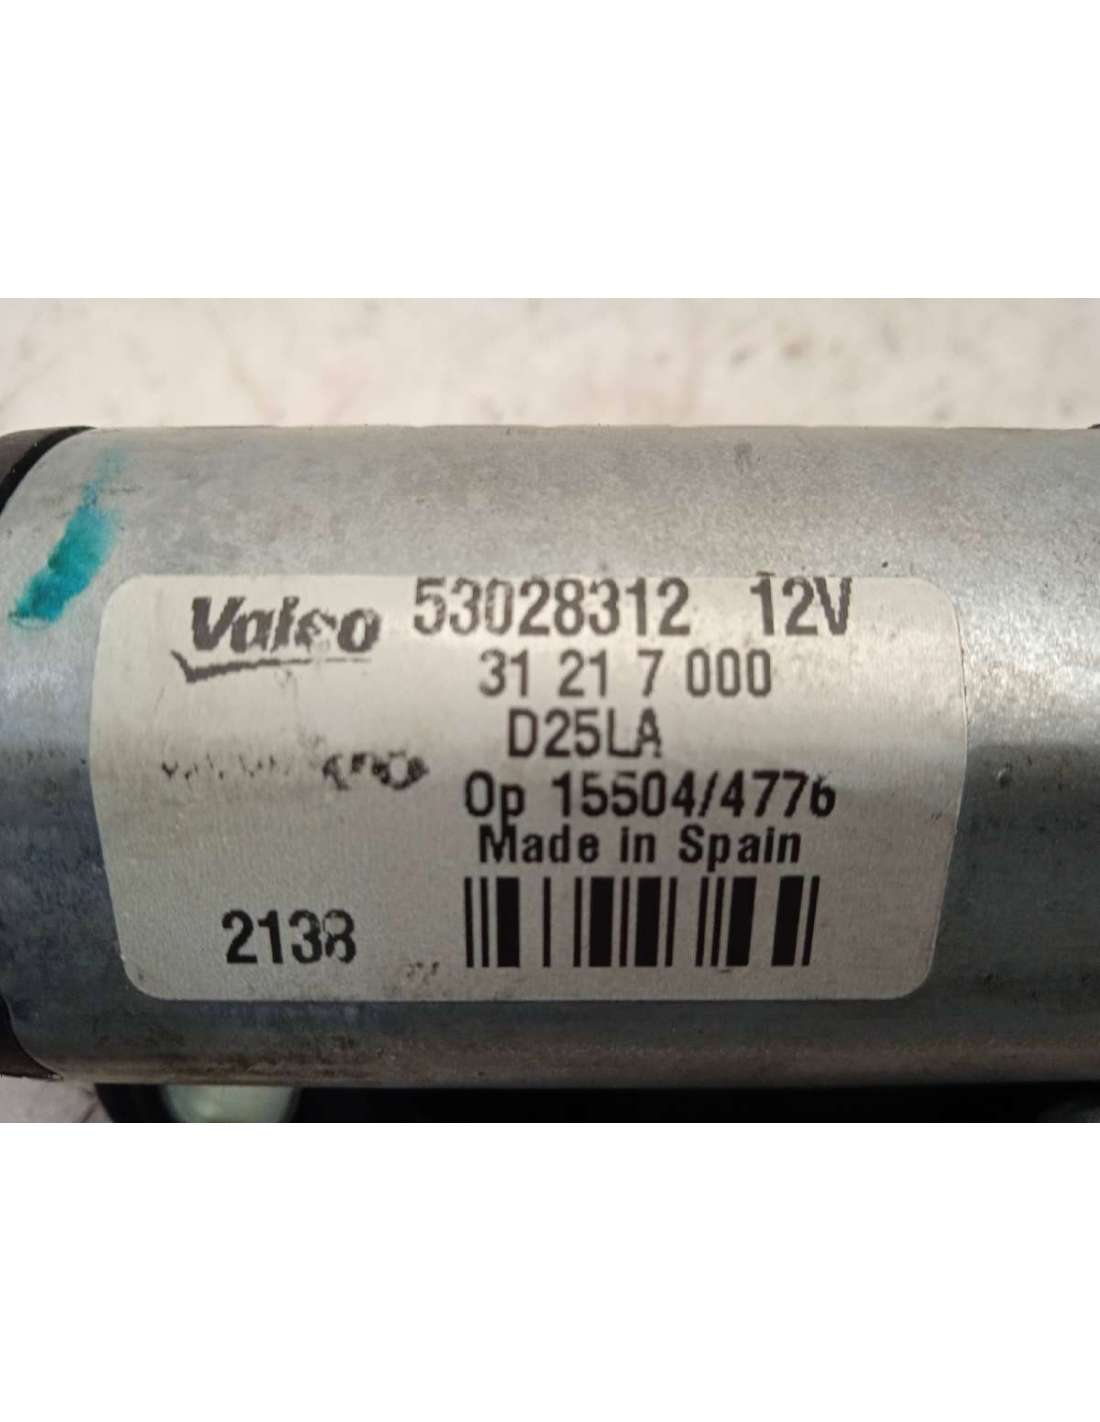 Valeo 53028312 12V
31 21 7 000
D25LA
Op 15504/4776
Made in Spain
2138